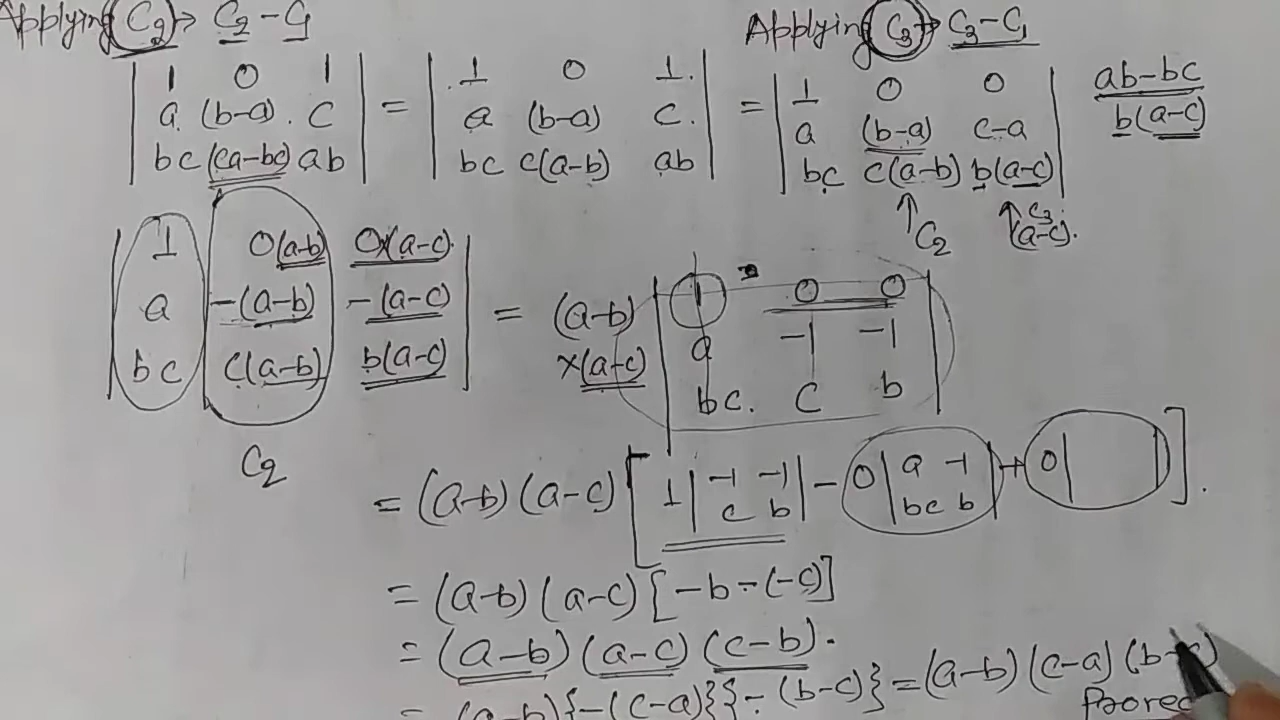 Applying C₂→ C₂-C₁
Applying C₃→ C₃-C₁
| 1 0 1 | = | 1 0 1. | = | 1 0 0 | ab-bc
| a (b-a). c | | a (b-a) c. | | a (b-a) c-a | b(a-c)
| bc (ca-bc) ab | | bc c(a-b) ab | | bc c(a-b) b(a-c) |
↑ C₂ ↑ C₃ (a-c).
| 1 0(a-b) 0×(a-c). | | 1 0 0 |
| a -(a-b) -(a-c) | = (a-b) | a -1 -1 |
| bc c(a-b) b(a-c) | ×(a-c) | bc. c b |
C₂
= (a-b) (a-c) [ 1 | -1 -1 | - 0 | a -1 | + 0 | | ].
| c b | | bc b |
= (a-b) (a-c) [-b-(-c)]
= (a-b) (a-c) (c-b).
= (a-b) {-(c-a)} {-(b-c)} = (a-b) (c-a) (b-c)
Proved